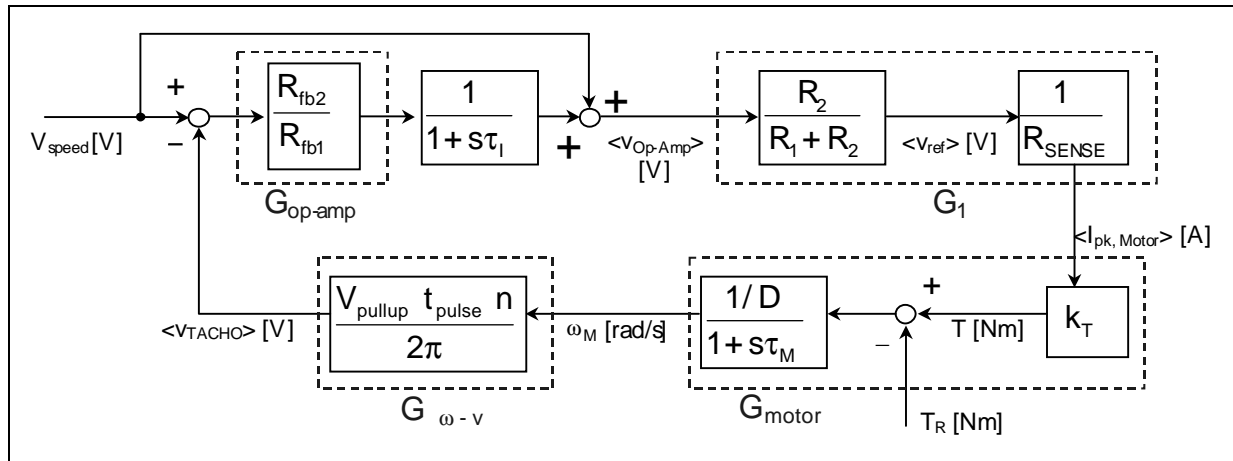 +
−
V_speed [V]
R_fb2
R_fb1
G_op-amp
1
1 + sτ_I
+
+
<v_Op-Amp>
[V]
R_2
R_1 + R_2
<v_ref> [V]
1
R_SENSE
G_1
<I_pk, Motor> [A]
k_T
T [Nm]
+
−
T_R [Nm]
1/ D
1 + sτ_M
G_motor
ω_M [rad/s]
V_pullup t_pulse n
2π
G ω - v
<v_TACHO> [V]